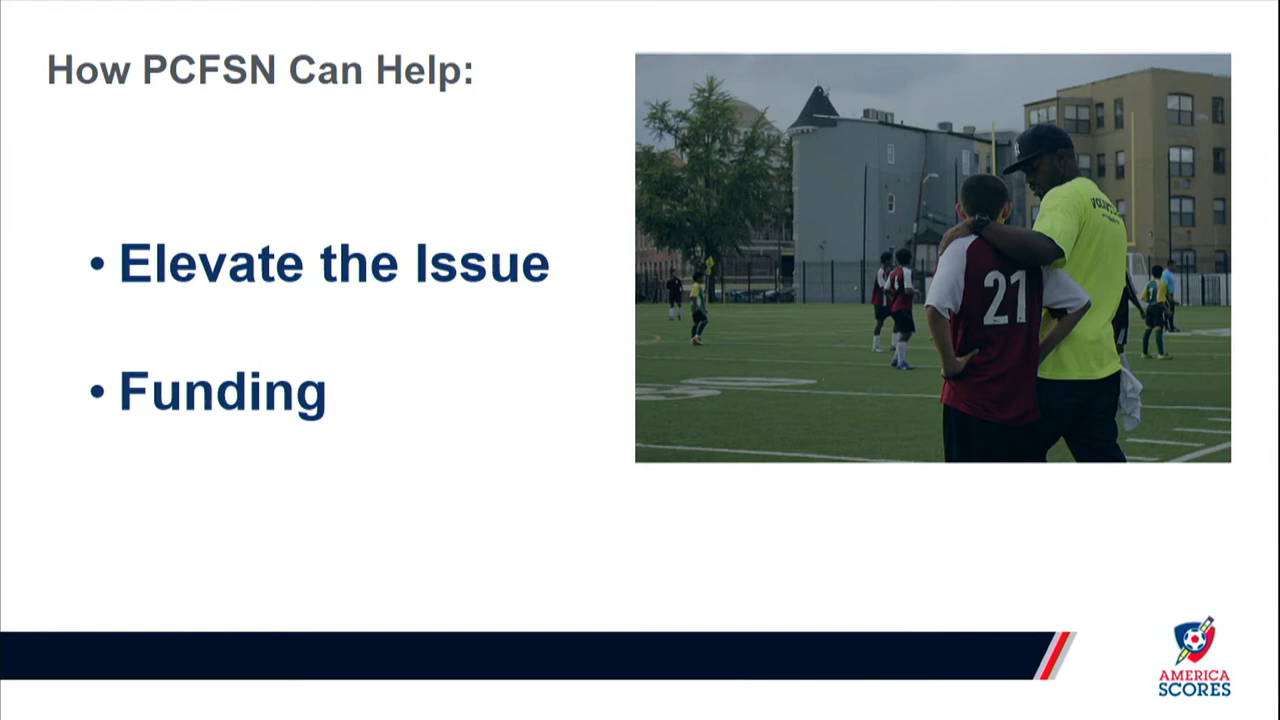 How PCFSN Can Help:
• Elevate the Issue
• Funding
21
AMERICA
SCORES